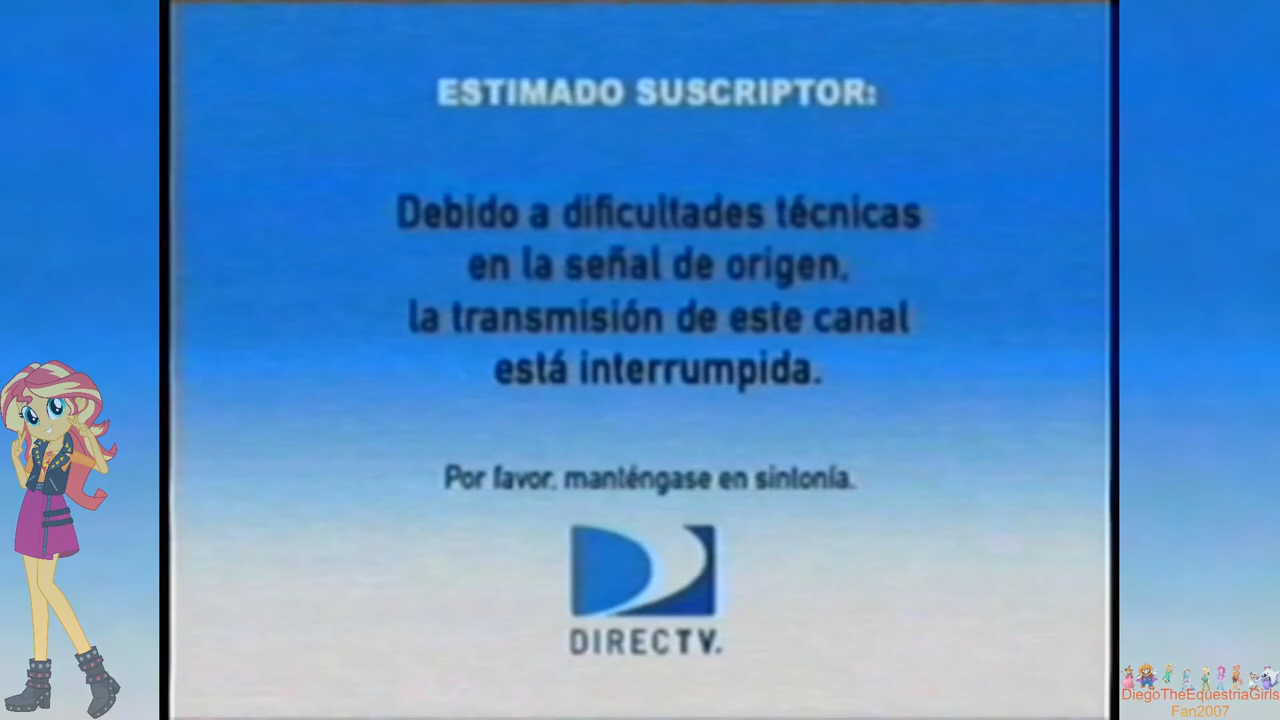 ESTIMADO SUSCRIPTOR:
Debido a dificultades técnicas
en la señal de origen,
la transmisión de este canal
está interrumpida.
Por favor, manténgase en sintonía.
DIRECTV.
DiegoTheEquestriaGirls
Fan2007